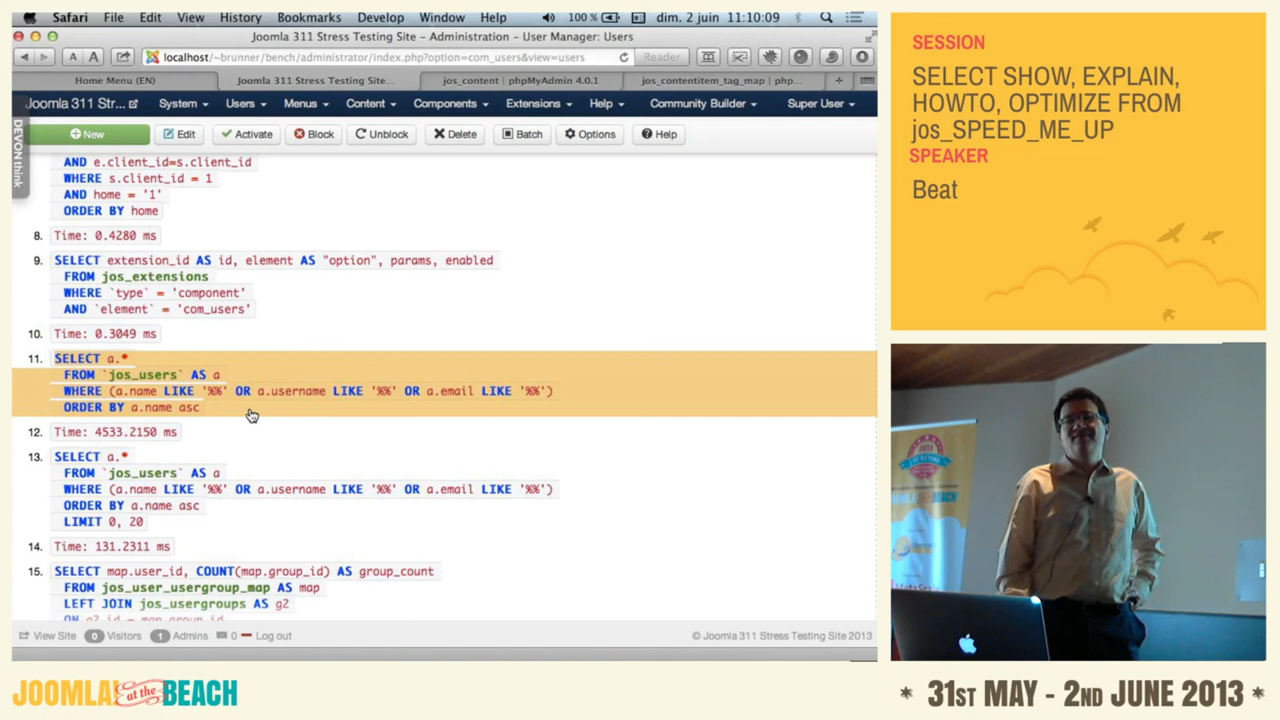 Safari File Edit View History Bookmarks Develop Window Help 100 % dim. 2 juin 11:10:09
Joomla 311 Stress Testing Site - Administration - User Manager: Users
localhost/~brunner/bench/administrator/index.php?option=com_users&view=users Reader
Home Menu (EN) Joomla 311 Stress Testing Site... jos_content | phpMyAdmin 4.0.1 jos_contentitem_tag_map | php...
Joomla 311 Str... System Users Menus Content Components Extensions Help Community Builder Super User
New Edit Activate Block Unblock Delete Batch Options Help
DEVONthink
AND e.client_id=s.client_id
WHERE s.client_id = 1
AND home = '1'
ORDER BY home
8. Time: 0.4280 ms
9. SELECT extension_id AS id, element AS "option", params, enabled
FROM jos_extensions
WHERE `type` = 'component'
AND `element` = 'com_users'
10. Time: 0.3049 ms
11. SELECT a.*
FROM `jos_users` AS a
WHERE (a.name LIKE '%%' OR a.username LIKE '%%' OR a.email LIKE '%%')
ORDER BY a.name asc
12. Time: 4533.2150 ms
13. SELECT a.*
FROM `jos_users` AS a
WHERE (a.name LIKE '%%' OR a.username LIKE '%%' OR a.email LIKE '%%')
ORDER BY a.name asc
LIMIT 0, 20
14. Time: 131.2311 ms
15. SELECT map.user_id, COUNT(map.group_id) AS group_count
FROM jos_user_usergroup_map AS map
LEFT JOIN jos_usergroups AS g2
ON g2.id = map.group_id
View Site 0 Visitors 1 Admins 0 Log out © Joomla 311 Stress Testing Site 2013
SESSION
SELECT SHOW, EXPLAIN,
HOWTO, OPTIMIZE FROM
jos_SPEED_ME_UP
SPEAKER
Beat
2013
JOOMLA! at the BEACH
JOOMLA! at the BEACH
* 31ST MAY - 2ND JUNE 2013 *